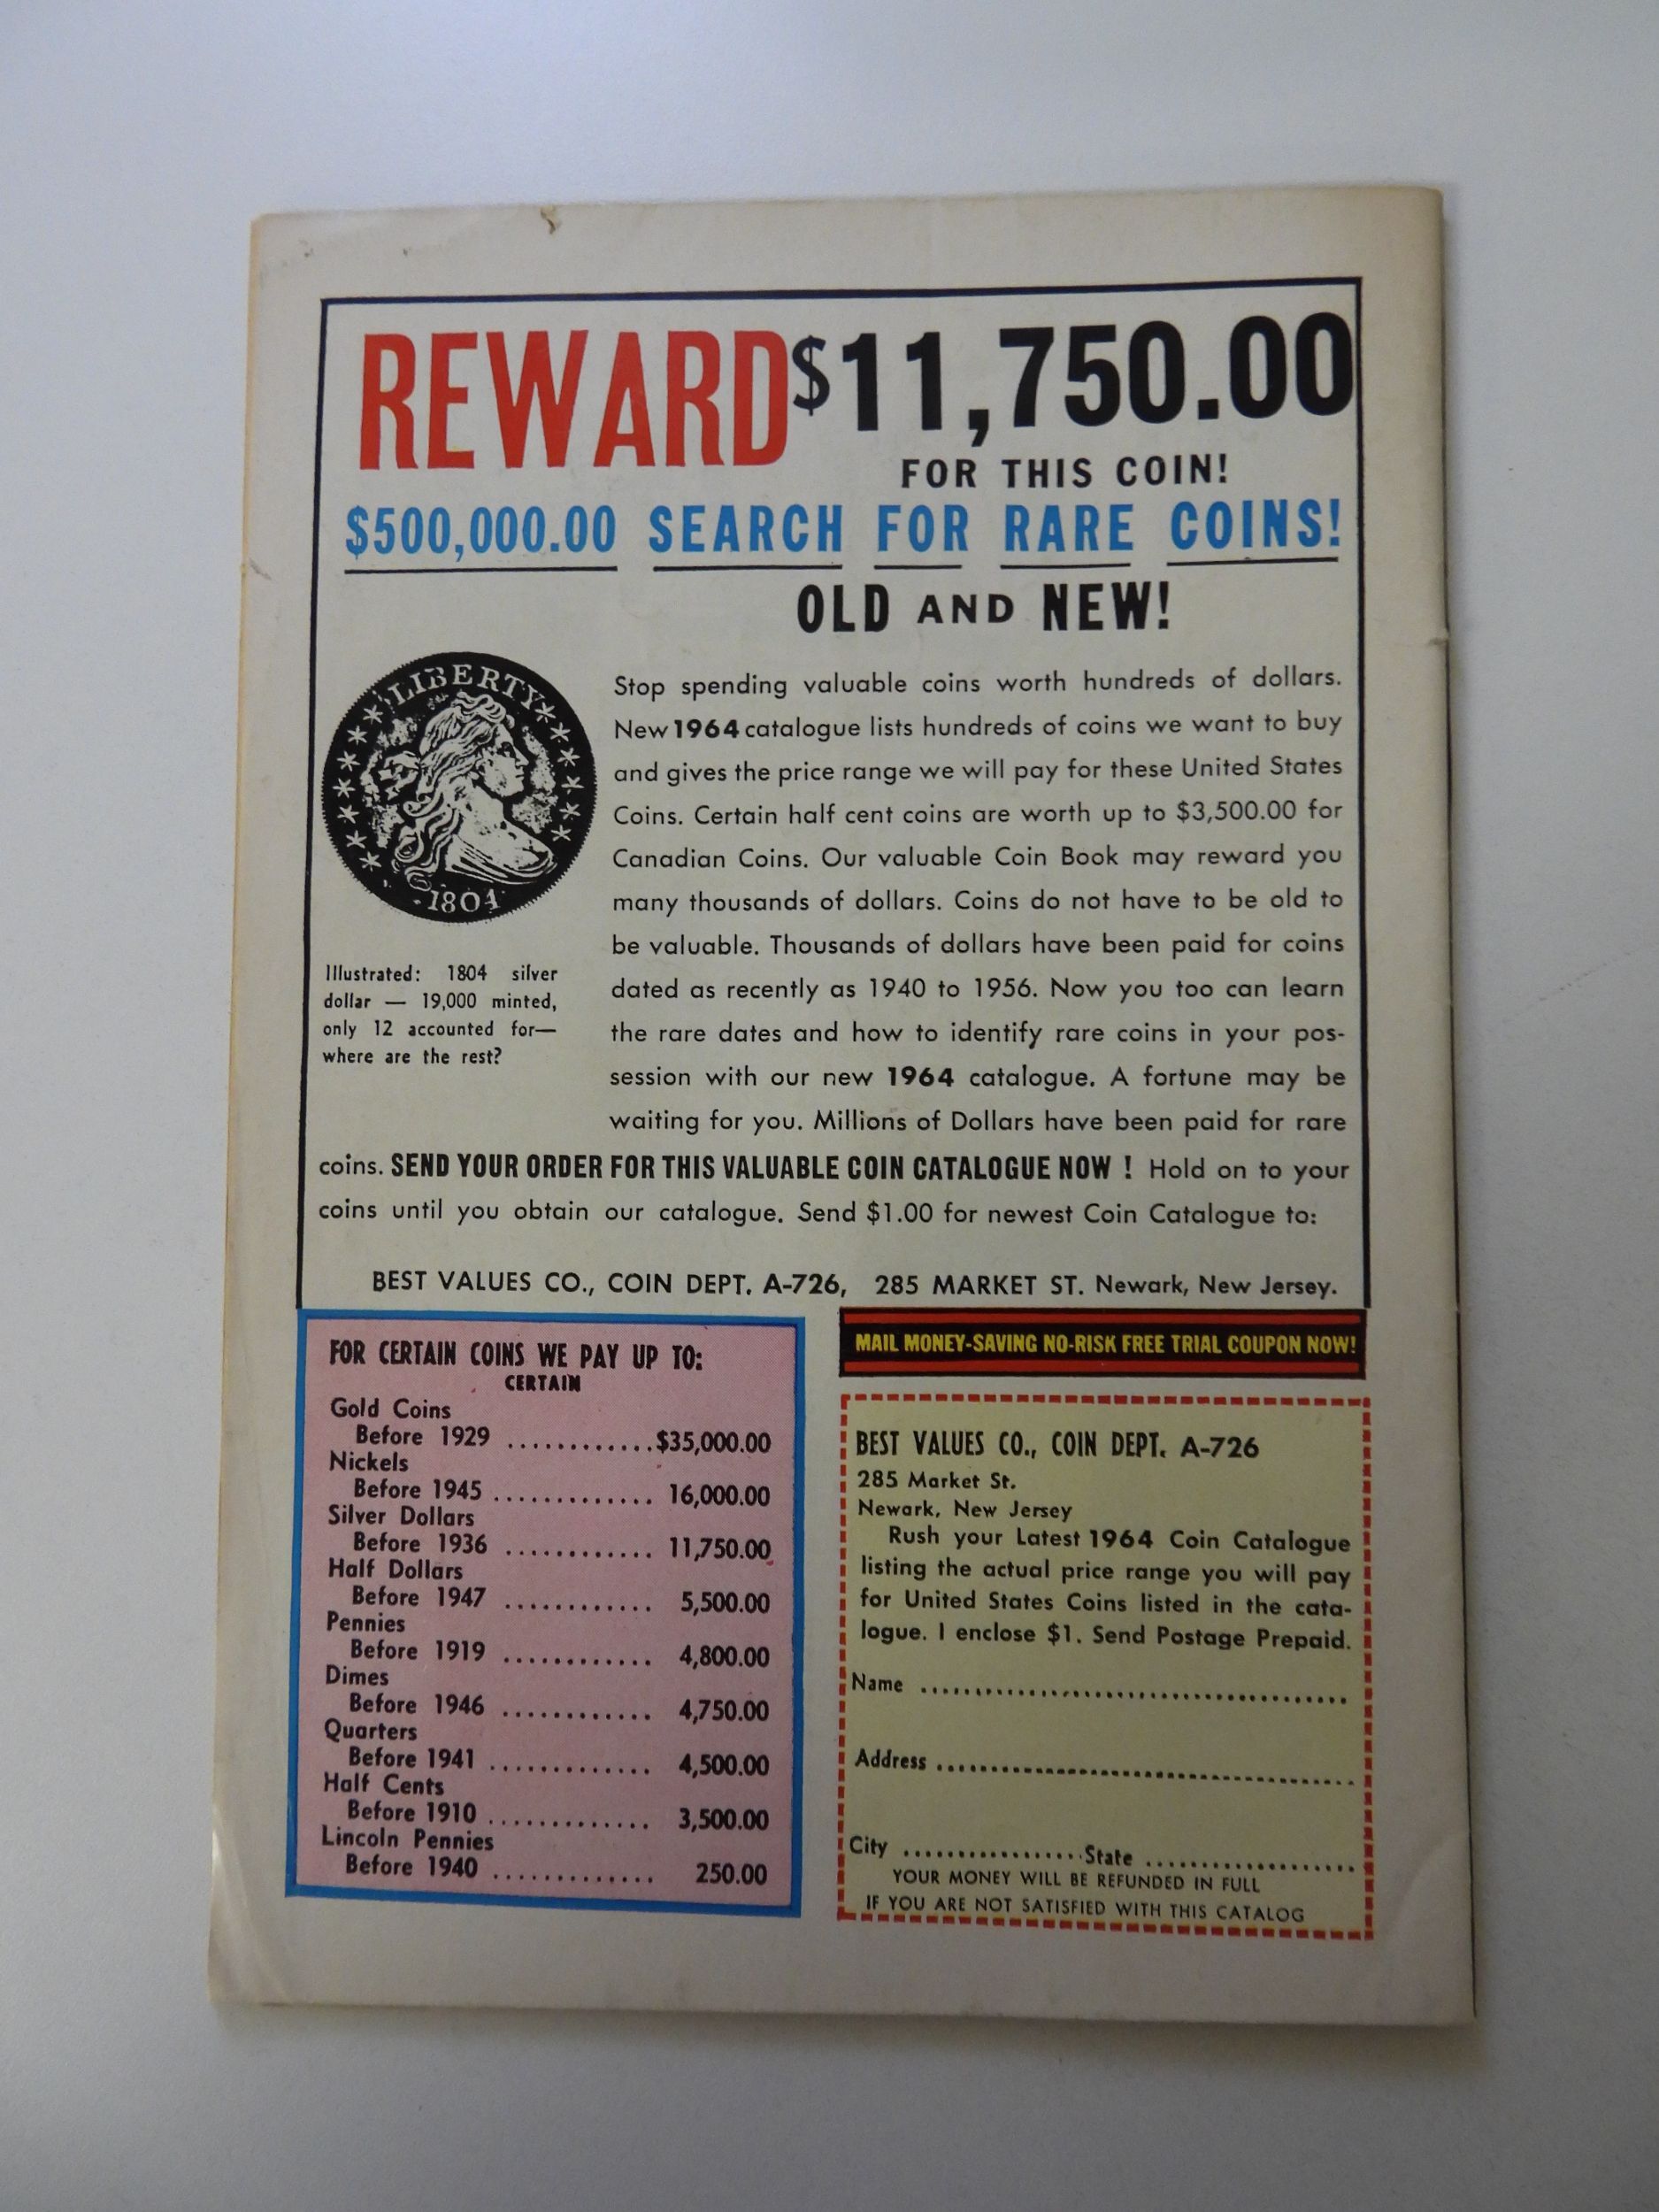 REWARD $11,750.00
FOR THIS COIN!
$500,000.00 SEARCH FOR RARE COINS!
OLD AND NEW!
LIBERTY
1804
Illustrated: 1804 silver
dollar — 19,000 minted,
only 12 accounted for—
where are the rest?
Stop spending valuable coins worth hundreds of dollars.
New 1964 catalogue lists hundreds of coins we want to buy
and gives the price range we will pay for these United States
Coins. Certain half cent coins are worth up to $3,500.00 for
Canadian Coins. Our valuable Coin Book may reward you
many thousands of dollars. Coins do not have to be old to
be valuable. Thousands of dollars have been paid for coins
dated as recently as 1940 to 1956. Now you too can learn
the rare dates and how to identify rare coins in your pos-
session with our new 1964 catalogue. A fortune may be
waiting for you. Millions of Dollars have been paid for rare
coins. SEND YOUR ORDER FOR THIS VALUABLE COIN CATALOGUE NOW ! Hold on to your
coins until you obtain our catalogue. Send $1.00 for newest Coin Catalogue to:
BEST VALUES CO., COIN DEPT. A-726, 285 MARKET ST. Newark, New Jersey.
FOR CERTAIN COINS WE PAY UP TO:
CERTAIN
Gold Coins
Before 1929 ............$35,000.00
Nickels
Before 1945 ............. 16,000.00
Silver Dollars
Before 1936 ............ 11,750.00
Half Dollars
Before 1947 ............ 5,500.00
Pennies
Before 1919 ............ 4,800.00
Dimes
Before 1946 ............ 4,750.00
Quarters
Before 1941 ............. 4,500.00
Half Cents
Before 1910 ............. 3,500.00
Lincoln Pennies
Before 1940 ............. 250.00
MAIL MONEY-SAVING NO-RISK FREE TRIAL COUPON NOW!
BEST VALUES CO., COIN DEPT. A-726
285 Market St.
Newark, New Jersey
Rush your Latest 1964 Coin Catalogue
listing the actual price range you will pay
for United States Coins listed in the cata-
logue. I enclose $1. Send Postage Prepaid.
Name ........................................
Address .......................................
City .................State ....................
YOUR MONEY WILL BE REFUNDED IN FULL
IF YOU ARE NOT SATISFIED WITH THIS CATALOG